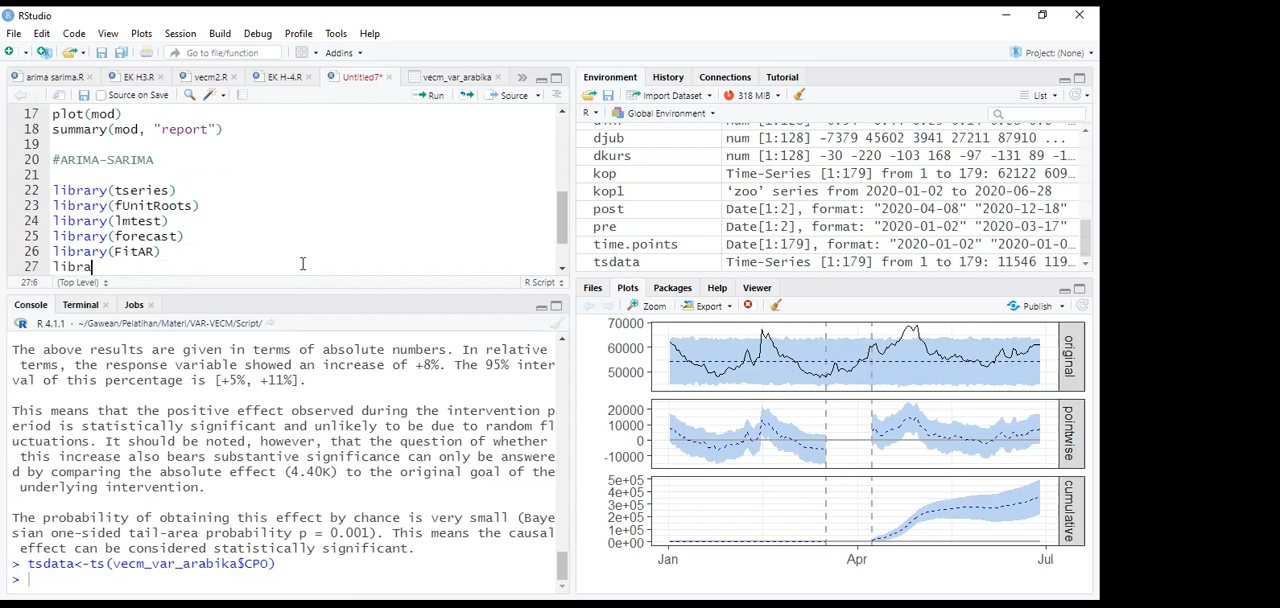 RStudio
File Edit Code View Plots Session Build Debug Profile Tools Help
Go to file/function Addins Project: (None)
arima sarima.R EK H3.R vecm2.R EK H-4.R Untitled7* vecm_var_arabika
Source on Save Run Source
17 plot(mod)
18 summary(mod, "report")
19
20 #ARIMA-SARIMA
21
22 library(tseries)
23 library(fUnitRoots)
24 library(lmtest)
25 library(forecast)
26 library(FitAR)
27 libra
27:6 (Top Level) R Script
Console Terminal Jobs
R 4.1.1 · ~/Gawean/Pelatihan/Materi/VAR-VECM/Script/
The above results are given in terms of absolute numbers. In relative
terms, the response variable showed an increase of +8%. The 95% inter
val of this percentage is [+5%, +11%].
This means that the positive effect observed during the intervention p
eriod is statistically significant and unlikely to be due to random fl
uctuations. It should be noted, however, that the question of whether
this increase also bears substantive significance can only be answere
d by comparing the absolute effect (4.40K) to the original goal of the
underlying intervention.
The probability of obtaining this effect by chance is very small (Baye
sian one-sided tail-area probability p = 0.001). This means the causal
effect can be considered statistically significant.
> tsdata<-ts(vecm_var_arabika$CPO)
>
Environment History Connections Tutorial
Import Dataset 318 MiB List
R Global Environment
djub num [1:128] -7379 45602 3941 27211 87910 ...
dkurs num [1:128] -30 -220 -103 168 -97 -131 89 -1…
kop Time-Series [1:179] from 1 to 179: 62122 609…
kop1 ‘zoo’ series from 2020-01-02 to 2020-06-28
post Date[1:2], format: "2020-04-08" "2020-12-18"
pre Date[1:2], format: "2020-01-02" "2020-03-17"
time.points Date[1:179], format: "2020-01-02" "2020-01-0…
tsdata Time-Series [1:179] from 1 to 179: 11546 119…
Files Plots Packages Help Viewer
Zoom Export Publish
70000
60000
50000
original
20000
10000
0
-10000
pointwise
5e+05
4e+05
3e+05
2e+05
1e+05
0e+00
cumulative
Jan Apr Jul